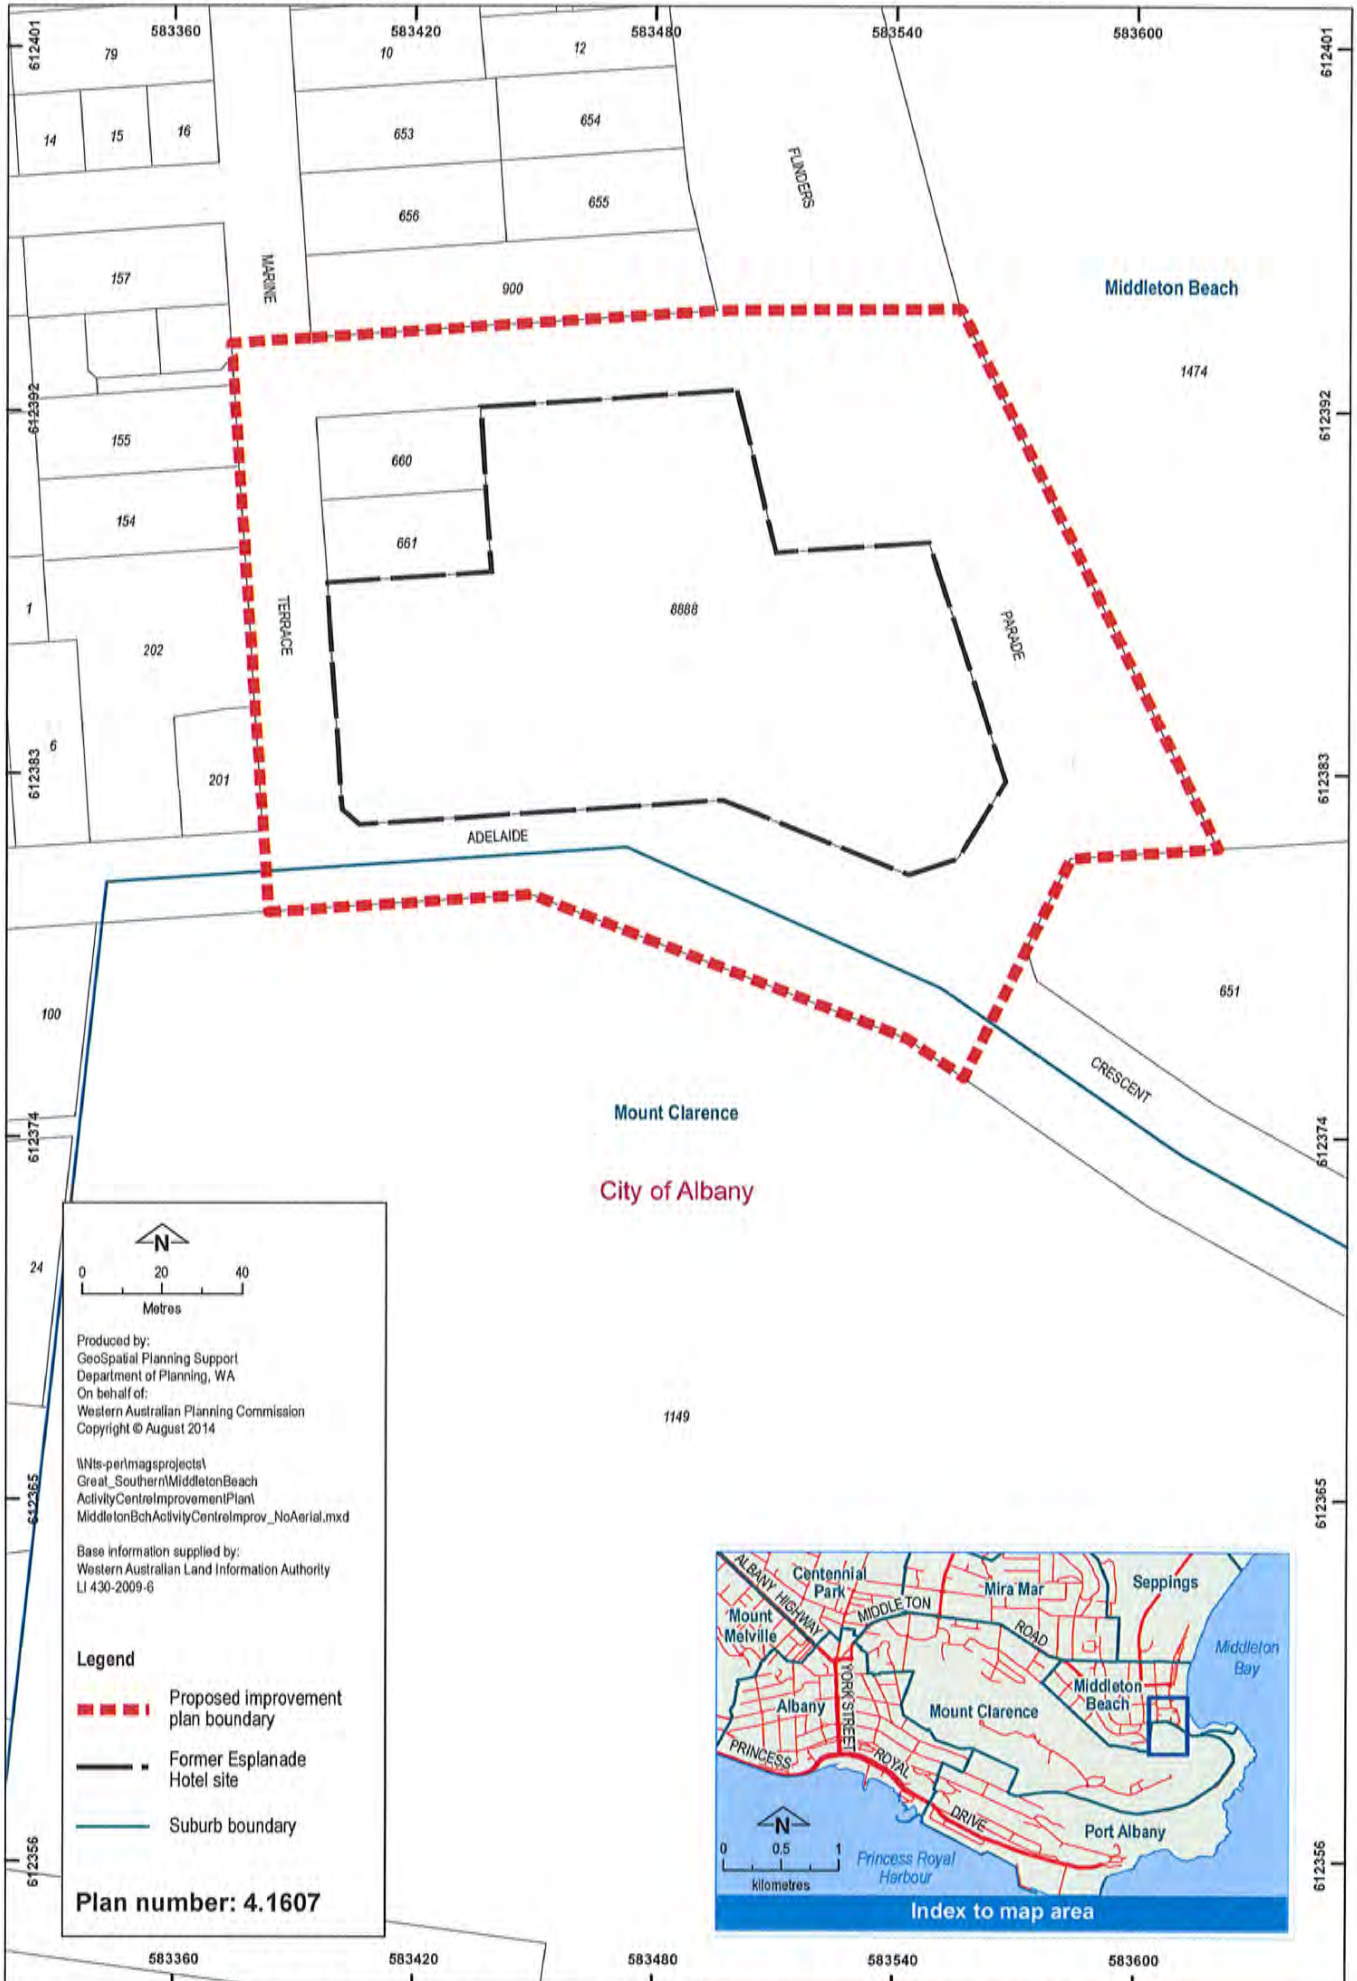 583360
583420
583480
583540
583600
612401
612401
79
10
12
14
15
16
653
654
656
655
FLINDERS
157
MARINE
900
Middleton Beach
1474
612392
612392
155
660
154
661
1
TERRACE
8888
PARADE
202
6
201
612383
612383
ADELAIDE
100
651
CRESCENT
Mount Clarence
612374
612374
City of Albany
24
1149
612365
612365
N
0 20 40
Metres
Produced by:
GeoSpatial Planning Support
Department of Planning, WA
On behalf of:
Western Australian Planning Commission
Copyright © August 2014
\\Nts-per\magsprojects\
Great_Southern\MiddletonBeach
ActivityCentreImprovementPlan\
MiddletonBchActivityCentreImprov_NoAerial.mxd
Base information supplied by:
Western Australian Land Information Authority
LI 430-2009-6
Legend
Proposed improvement
plan boundary
Former Esplanade
Hotel site
Suburb boundary
Plan number: 4.1607
ALBANY HIGHWAY
Centennial
Park
Mira Mar
Seppings
MIDDLETON
ROAD
Mount
Melville
Middleton
Bay
YORK STREET
Middleton
Beach
Albany
Mount Clarence
PRINCESS
ROYAL
DRIVE
Port Albany
N
0 0.5 1
kilometres
Princess Royal
Harbour
Index to map area
612356
612356
583360
583420
583480
583540
583600